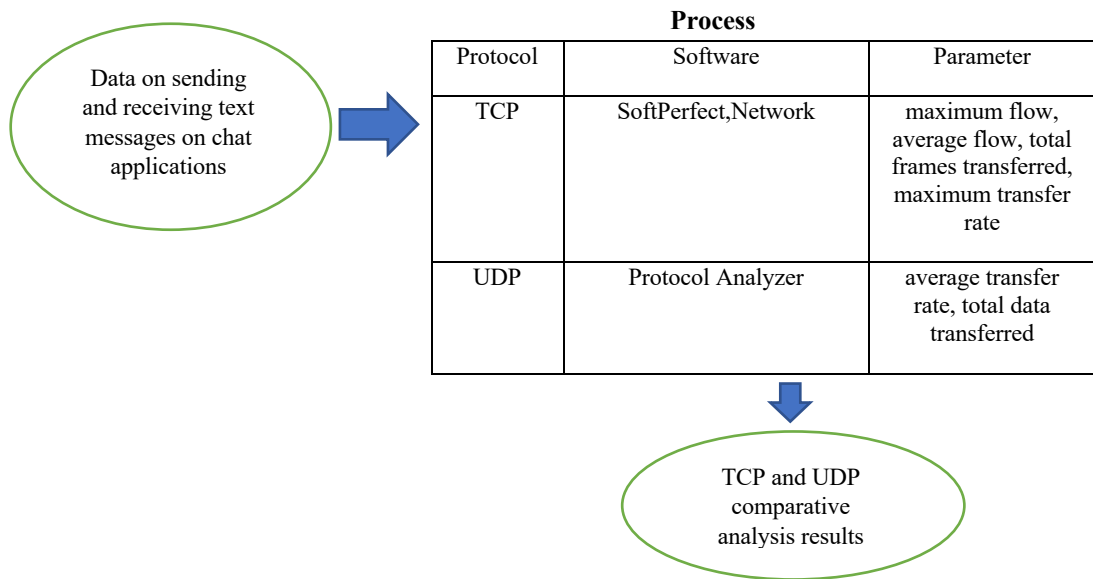 Process
Data on sending
and receiving text
messages on chat
applications
Protocol
Software
Parameter
TCP
SoftPerfect,Network
maximum flow,
average flow, total
frames transferred,
maximum transfer
rate
UDP
Protocol Analyzer
average transfer
rate, total data
transferred
TCP and UDP
comparative
analysis results